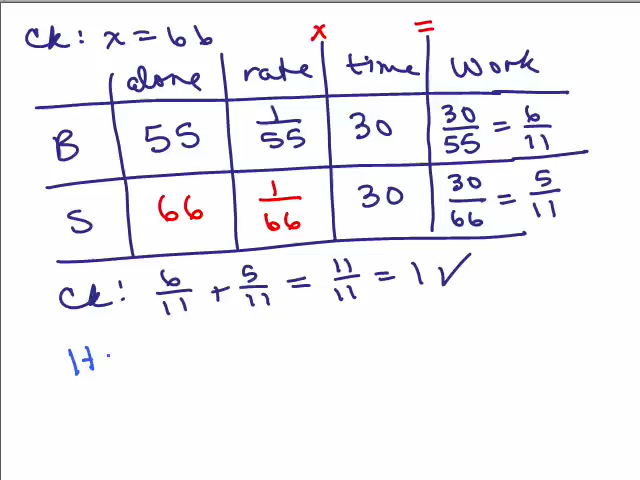 Ck: x = 66
x =
alone rate time work
B 55 1/55 30 30/55 = 6/11
S 66 1/66 30 30/66 = 5/11
Ck: 6/11 + 5/11 = 11/11 = 1 ✓